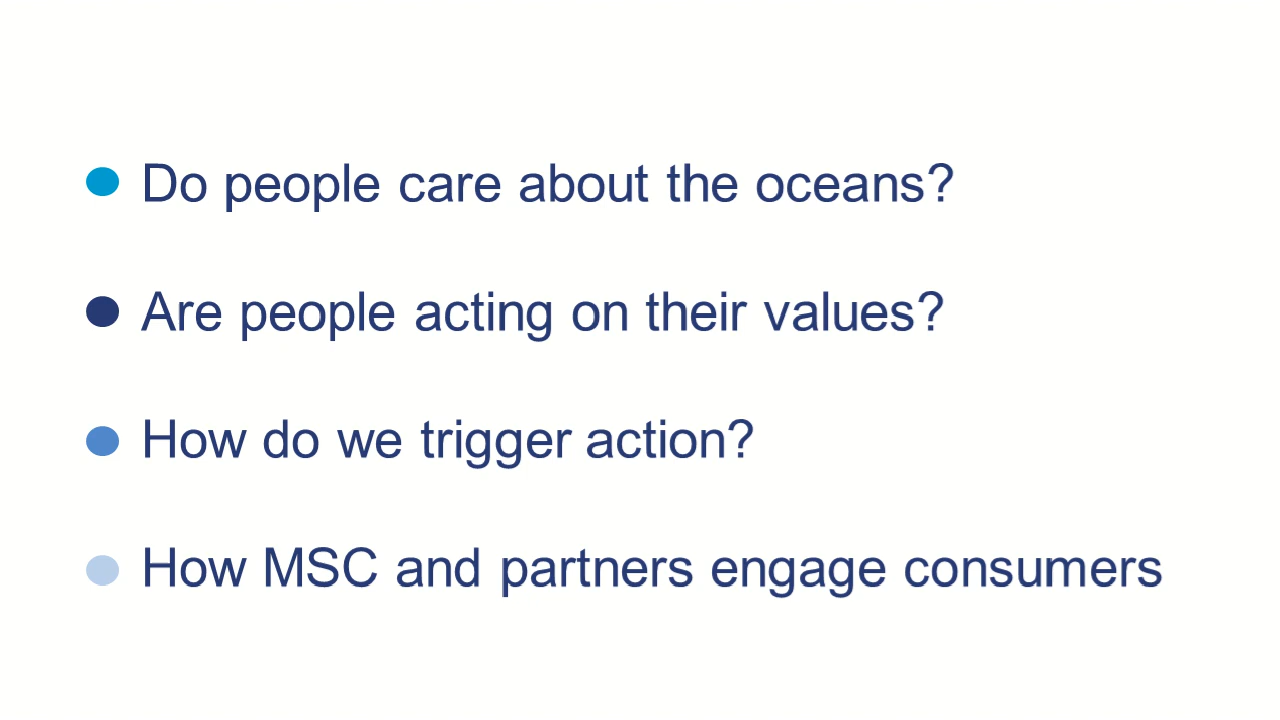 Do people care about the oceans?
Are people acting on their values?
How do we trigger action?
How MSC and partners engage consumers